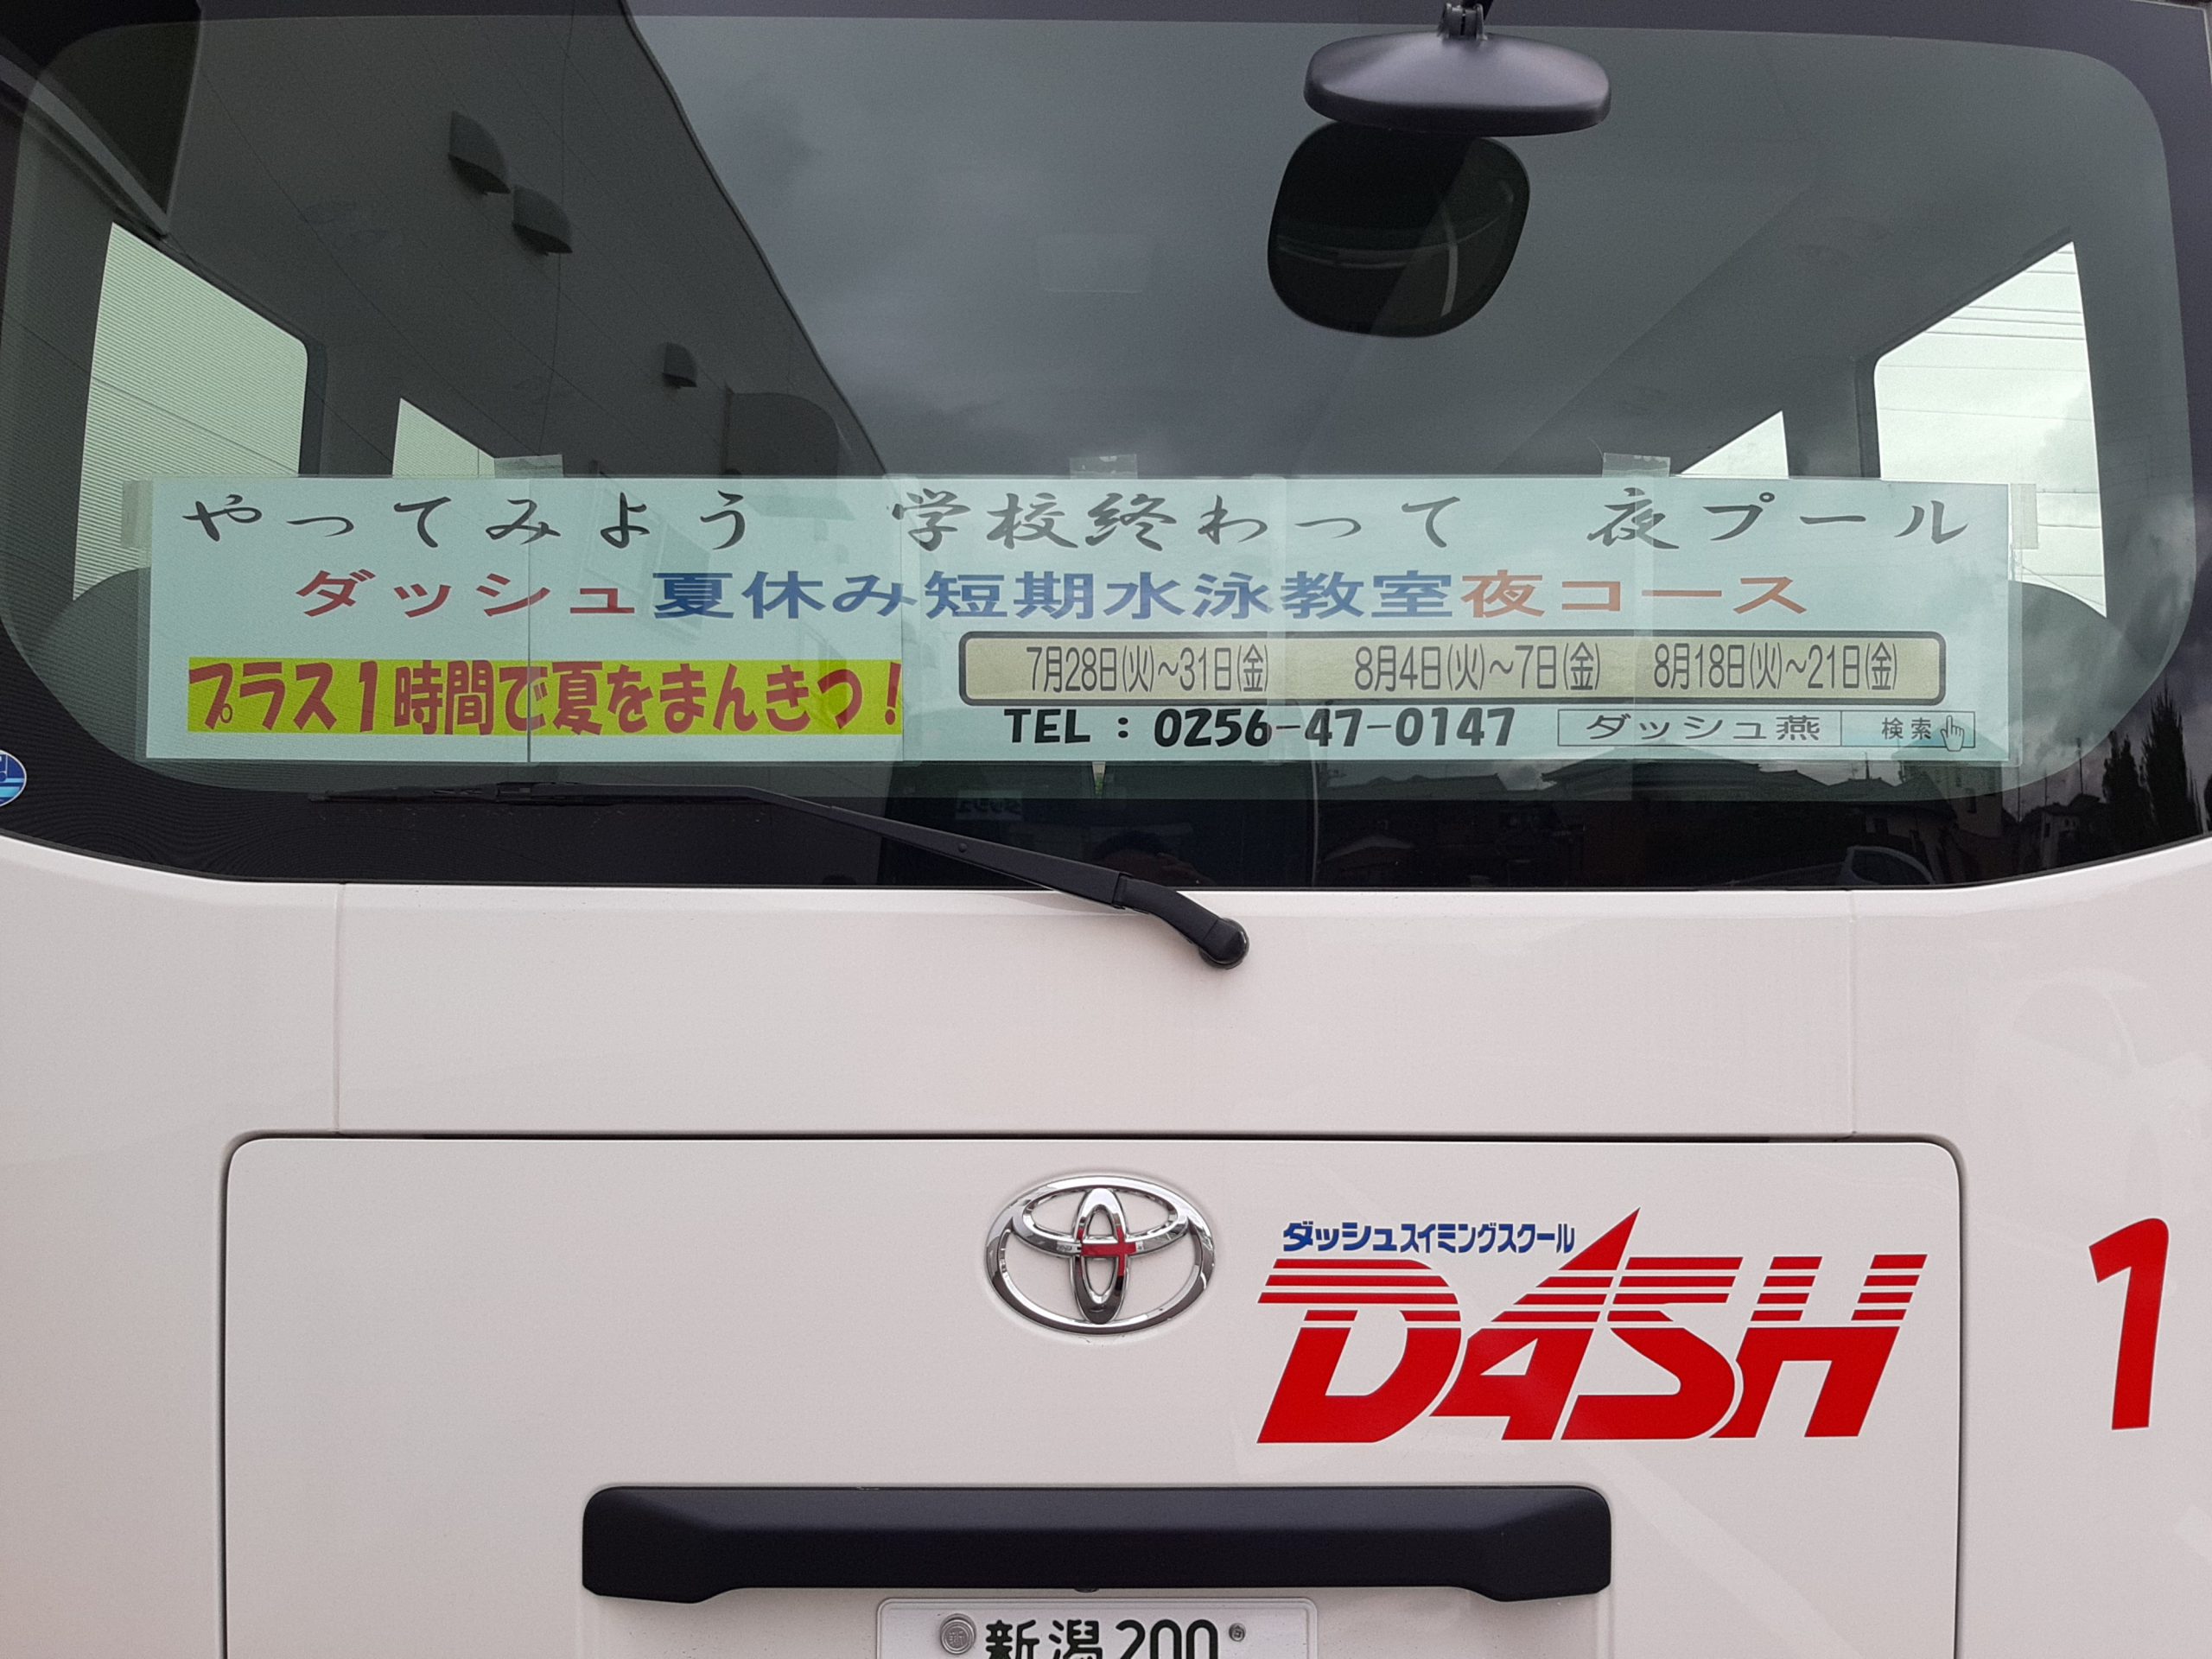 やってみよう　学校終わって　夜プール
ダッシュ夏休み短期水泳教室夜コース
プラス1時間で夏をまんきつ！
7月28日(火)～31日(金)　8月4日(火)～7日(金)　8月18日(火)～21日(金)
TEL：0256-47-0147　ダッシュ燕　検索
ダッシュスイミングスクール
DASH
1
新潟200